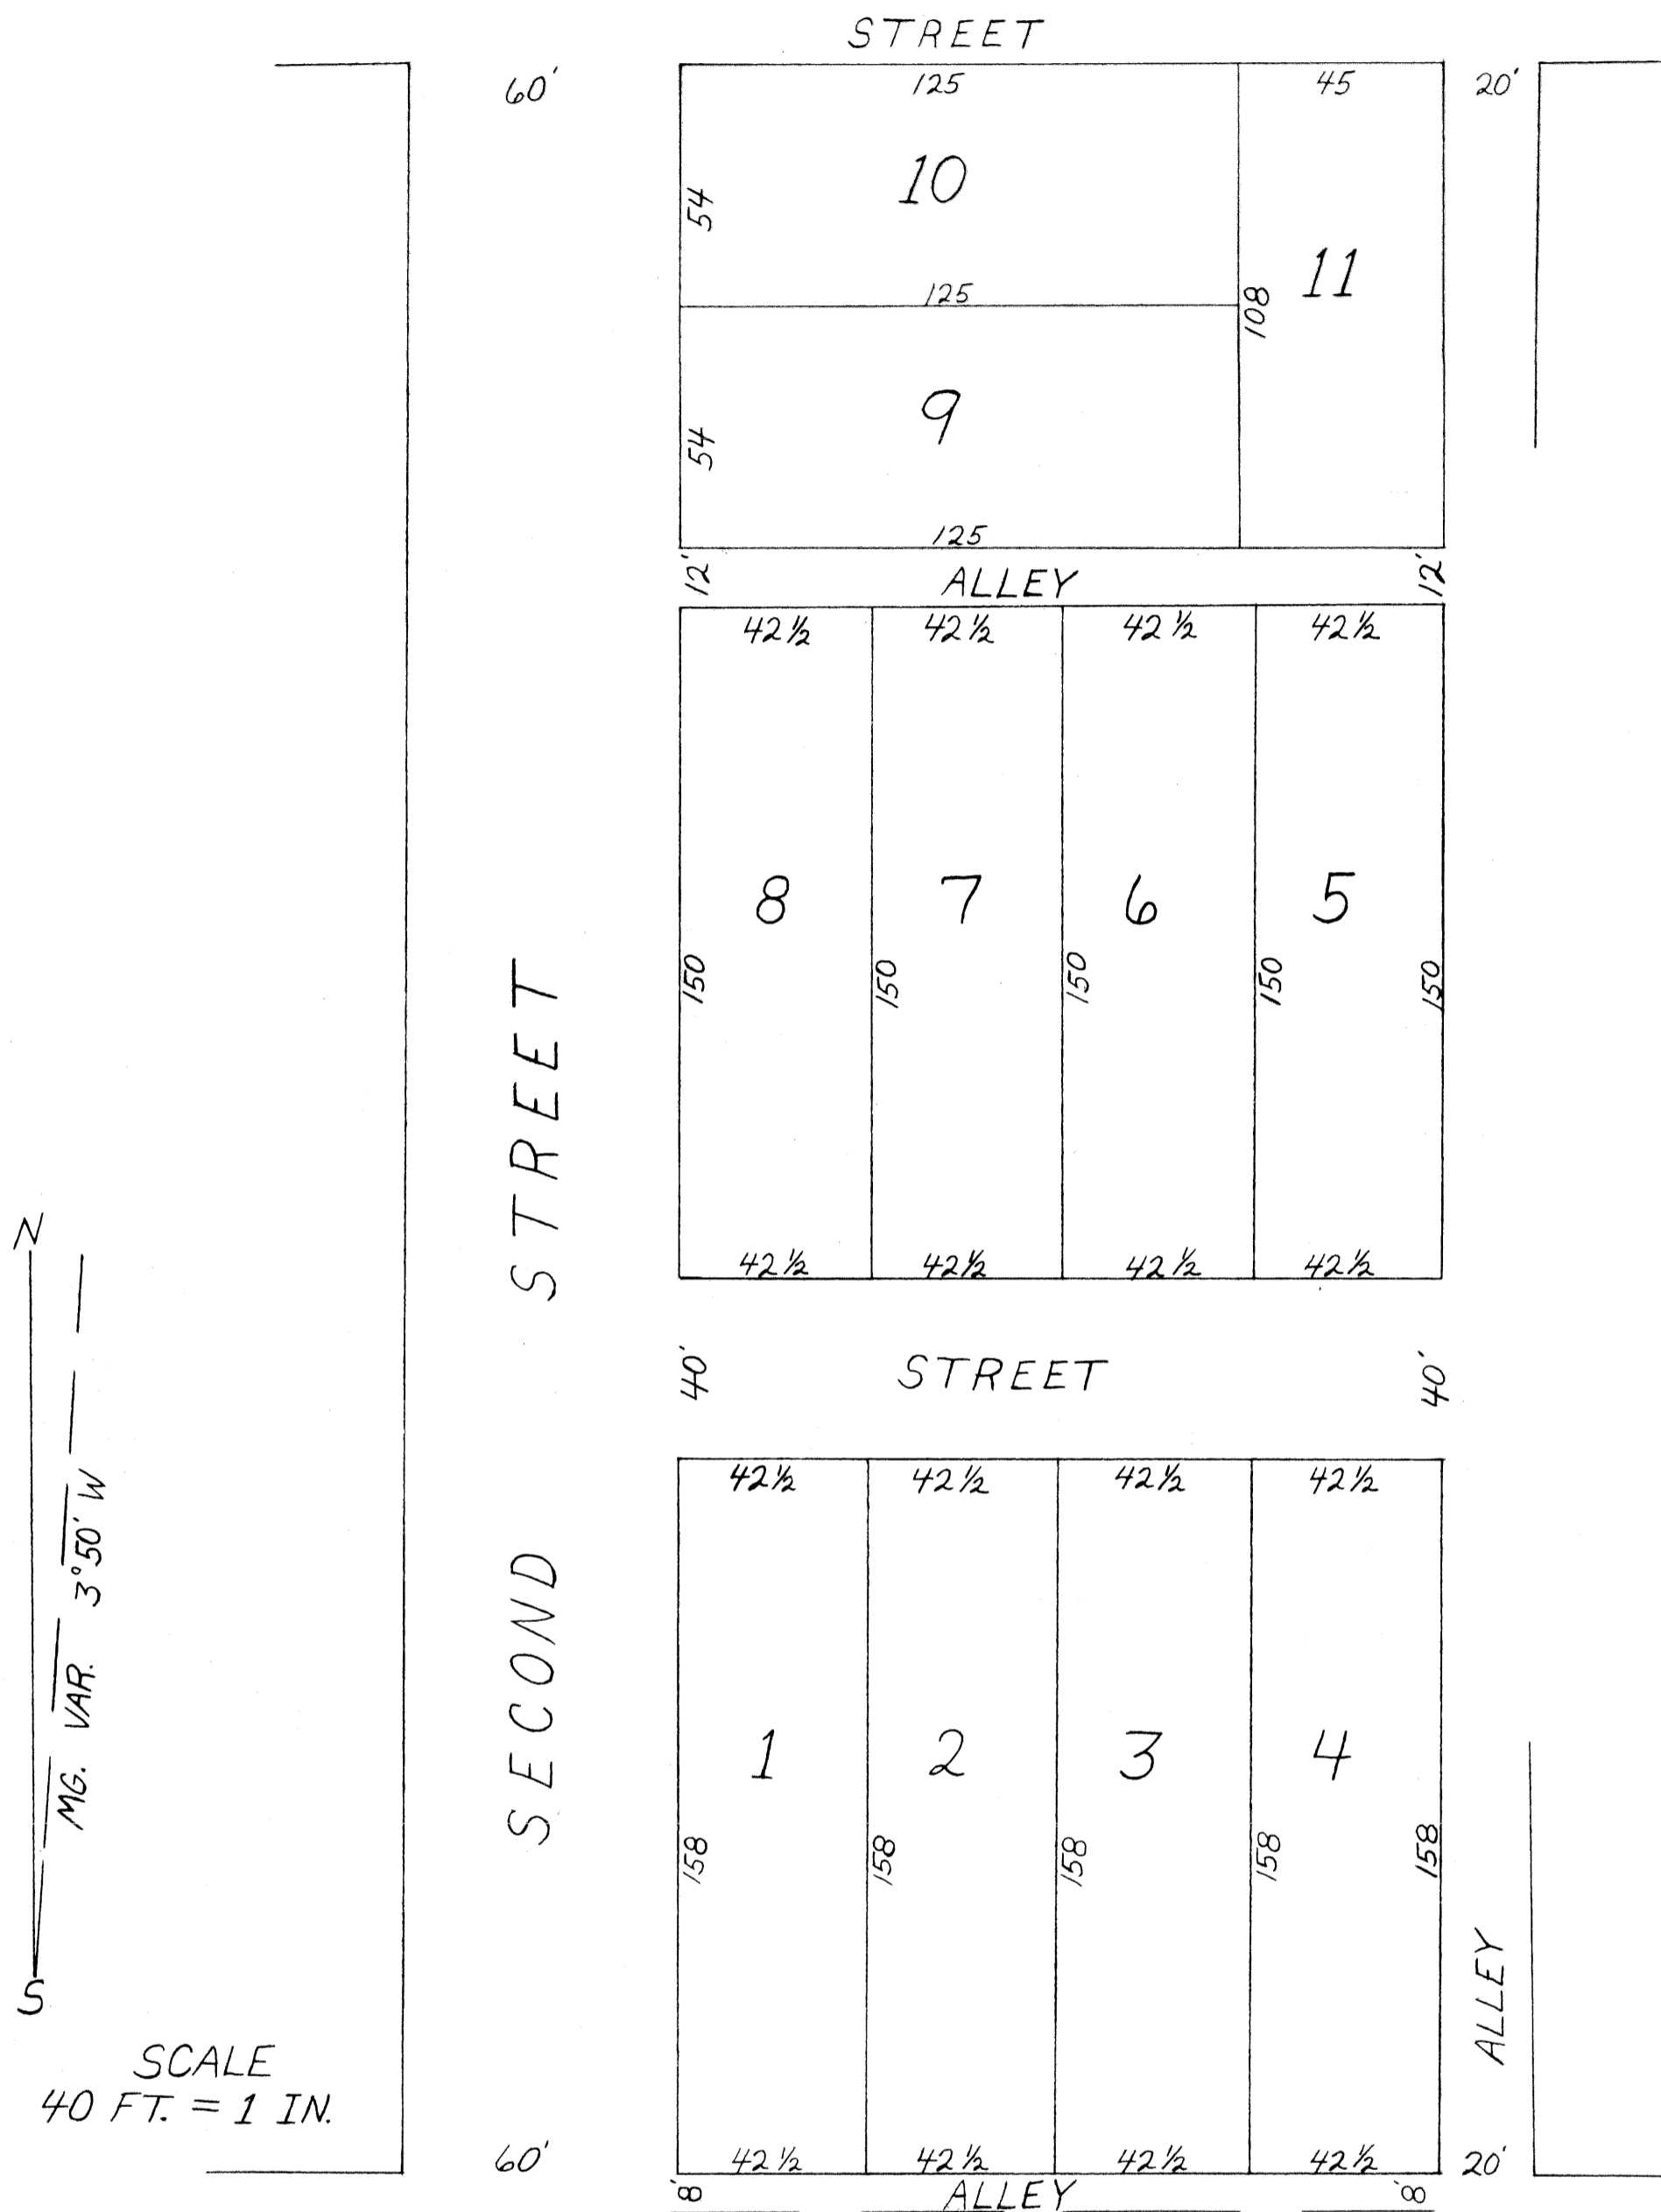 STREET
60'
125
45
20'
10
54
11
125
108
9
54
125
12'
ALLEY
12'
42½ 42½ 42½ 42½
8 7 6 5
150 150 150 150 150
42½ 42½ 42½ 42½
N
40'
STREET
40'
SECOND STREET
MG. VAR. 3°50' W
S
42½ 42½ 42½ 42½
1 2 3 4
158 158 158 158 158
ALLEY
SCALE
40 FT. = 1 IN.
60'
42½ 42½ 42½ 42½
20'
8'
ALLEY
8'